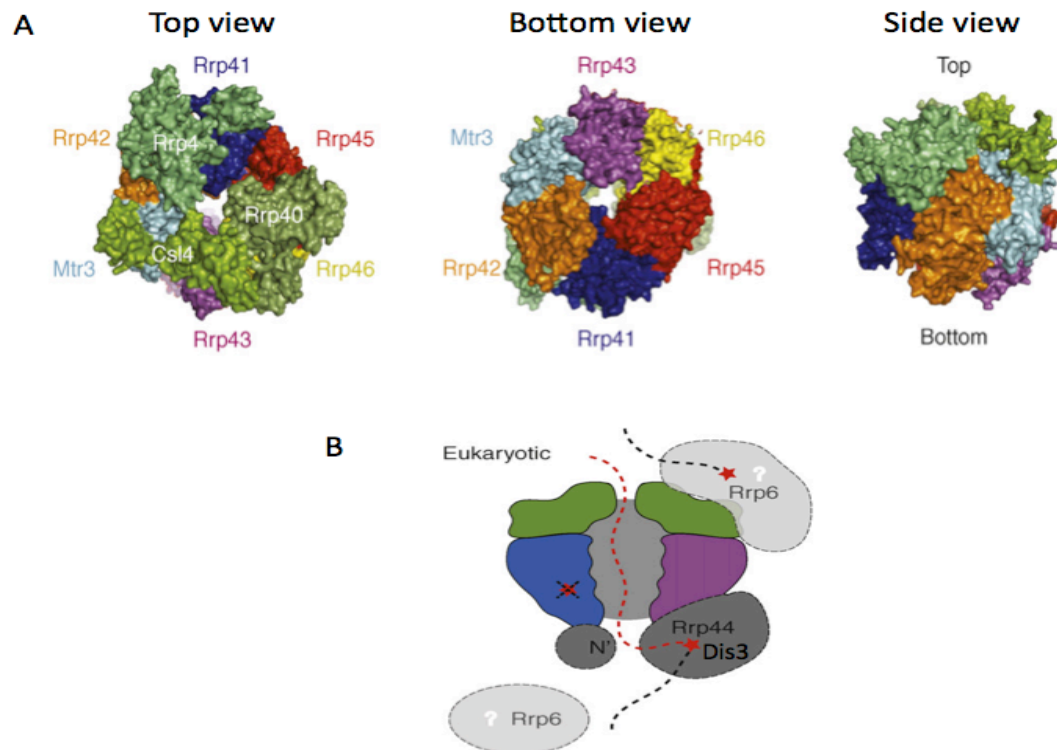 A
Top view
Bottom view
Side view
Rrp41
Rrp42
Rrp4
Rrp45
Rrp40
Csl4
Mtr3
Rrp46
Rrp43
Rrp43
Mtr3
Rrp46
Rrp42
Rrp45
Rrp41
Top
Bottom
B
Eukaryotic
?
Rrp6
Rrp44
N'
Dis3
? Rrp6